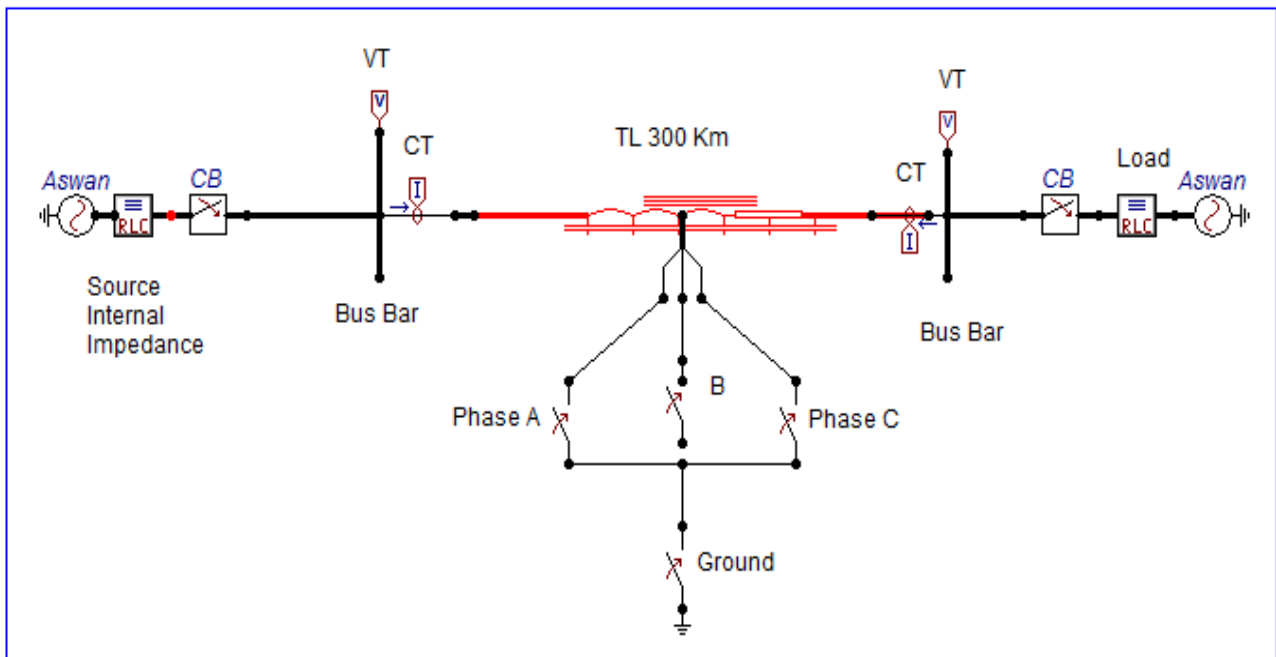 VT
V
CT
I
TL 300 Km
VT
V
CT
I
Load
Aswan
RLC
CB
CB
RLC
Aswan
Source
Internal
Impedance
Bus Bar
Bus Bar
Phase A
B
Phase C
Ground